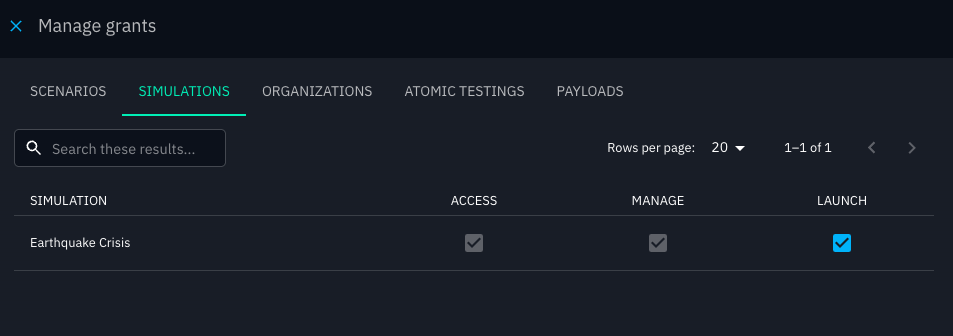 Manage grants
SCENARIOS SIMULATIONS ORGANIZATIONS ATOMIC TESTINGS PAYLOADS
Search these results... Rows per page: 20 1–1 of 1
SIMULATION ACCESS MANAGE LAUNCH
Earthquake Crisis